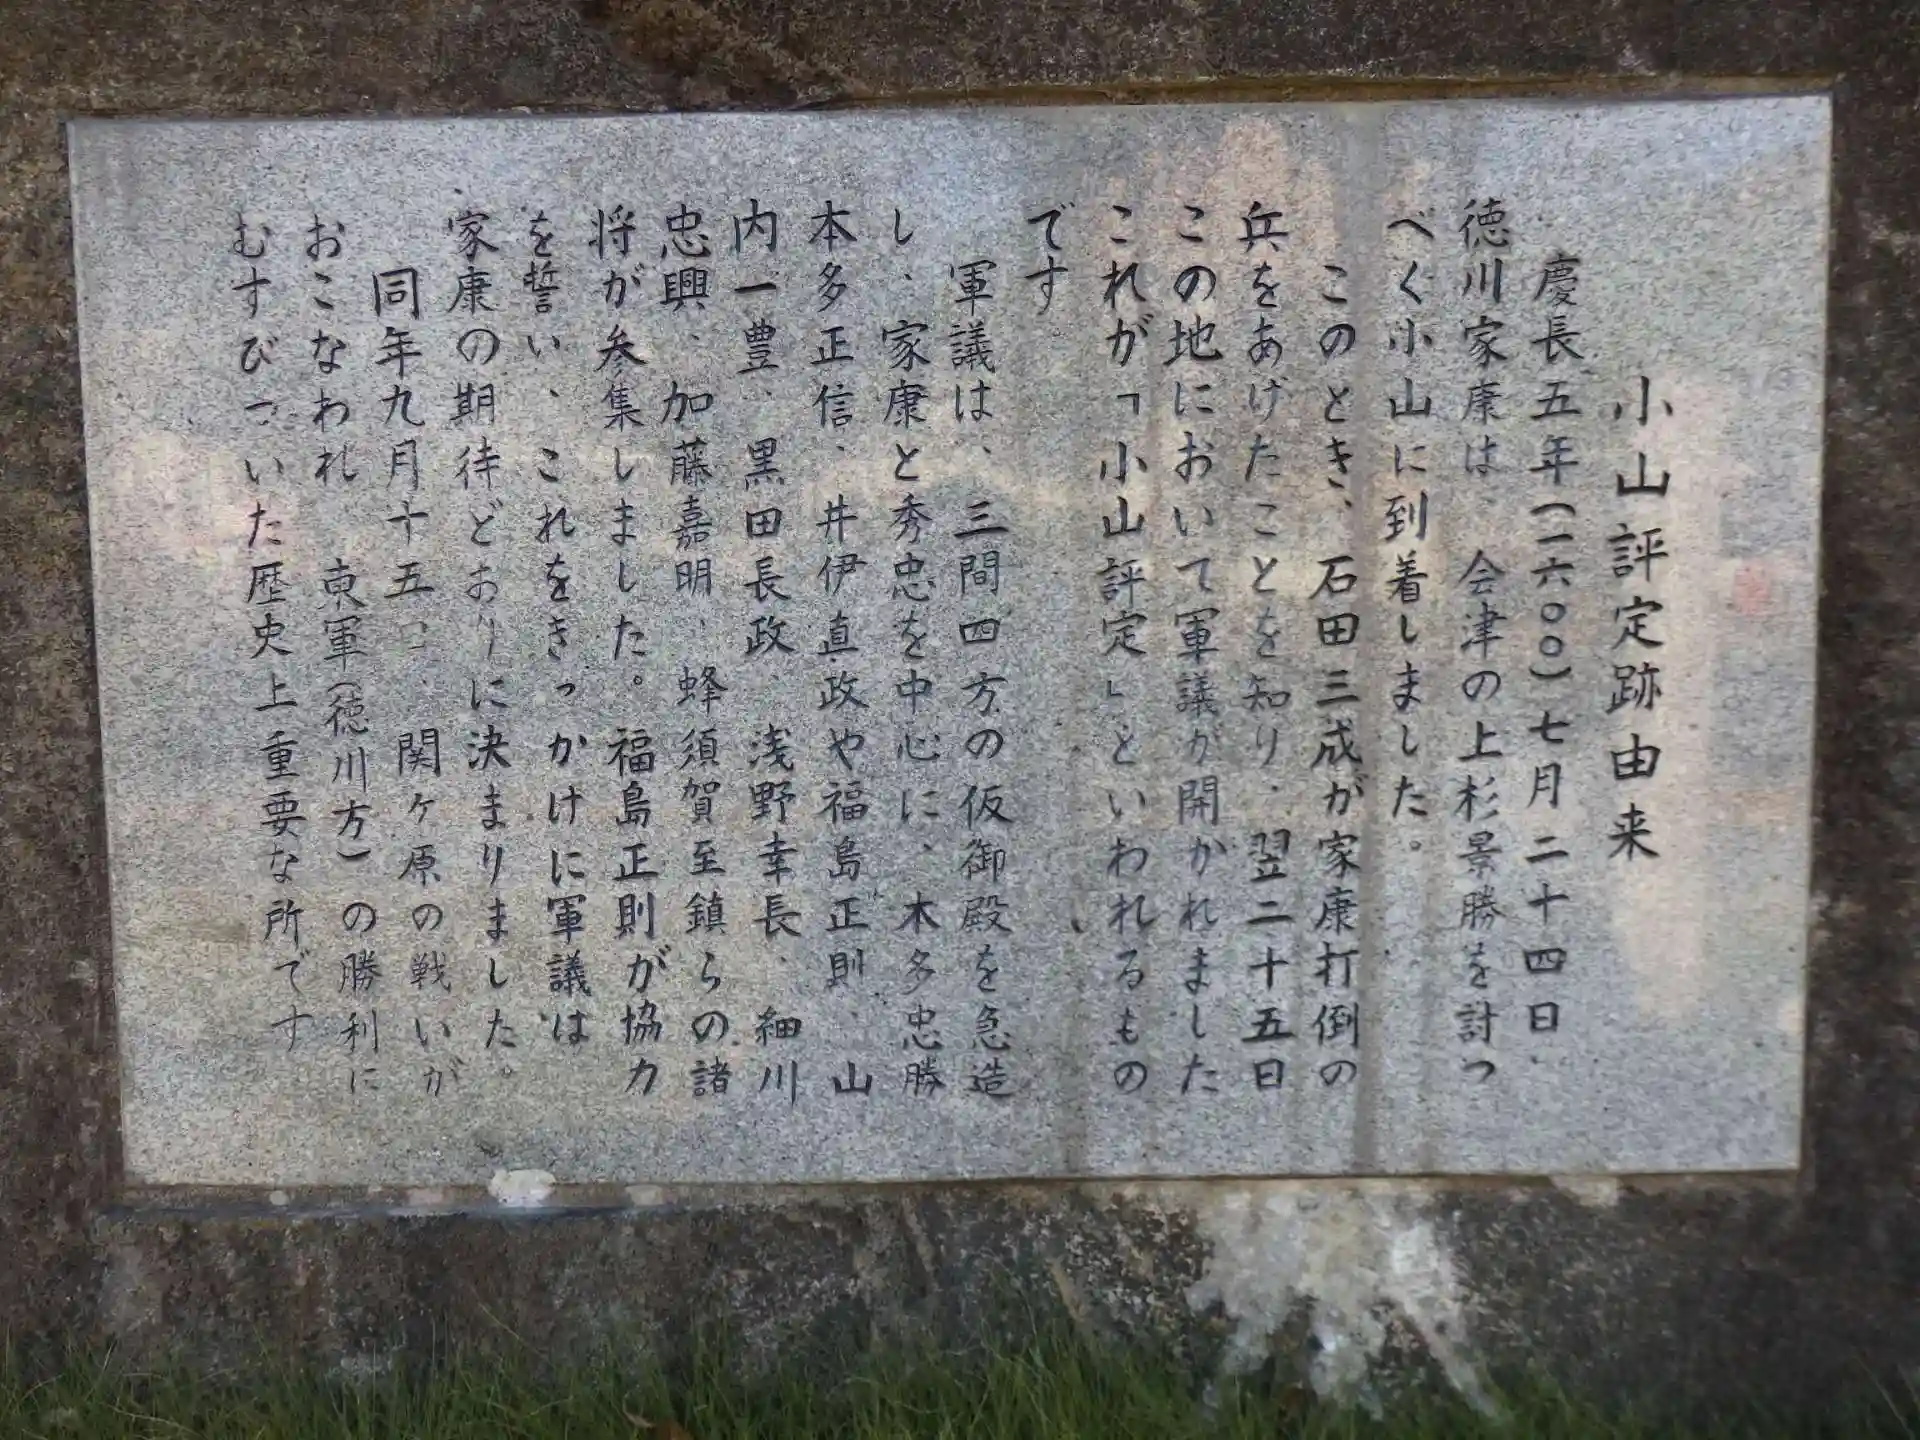 小山評定跡由来
慶長五年(一六〇〇)七月二十四日、
徳川家康は、会津の上杉景勝を討つ
べく小山に到着しました。
このとき、石田三成が家康打倒の
兵をあげたことを知り、翌二十五日
この地において軍議が開かれました
これが「小山評定」といわれるもの
です
軍議は、三間四方の仮御殿を急造
し、家康と秀忠を中心に、本多忠勝
本多正信、井伊直政や福島正則、山
内一豊、黒田長政、浅野幸長、細川
忠興、加藤嘉明、蜂須賀至鎮らの諸
将が参集しました。福島正則が協力
を誓い、これをきっかけに軍議は
家康の期待どおりに決まりました。
同年九月十五日、関ヶ原の戦いが
おこなわれ 東軍(徳川方)の勝利に
むすびついた歴史上重要な所です